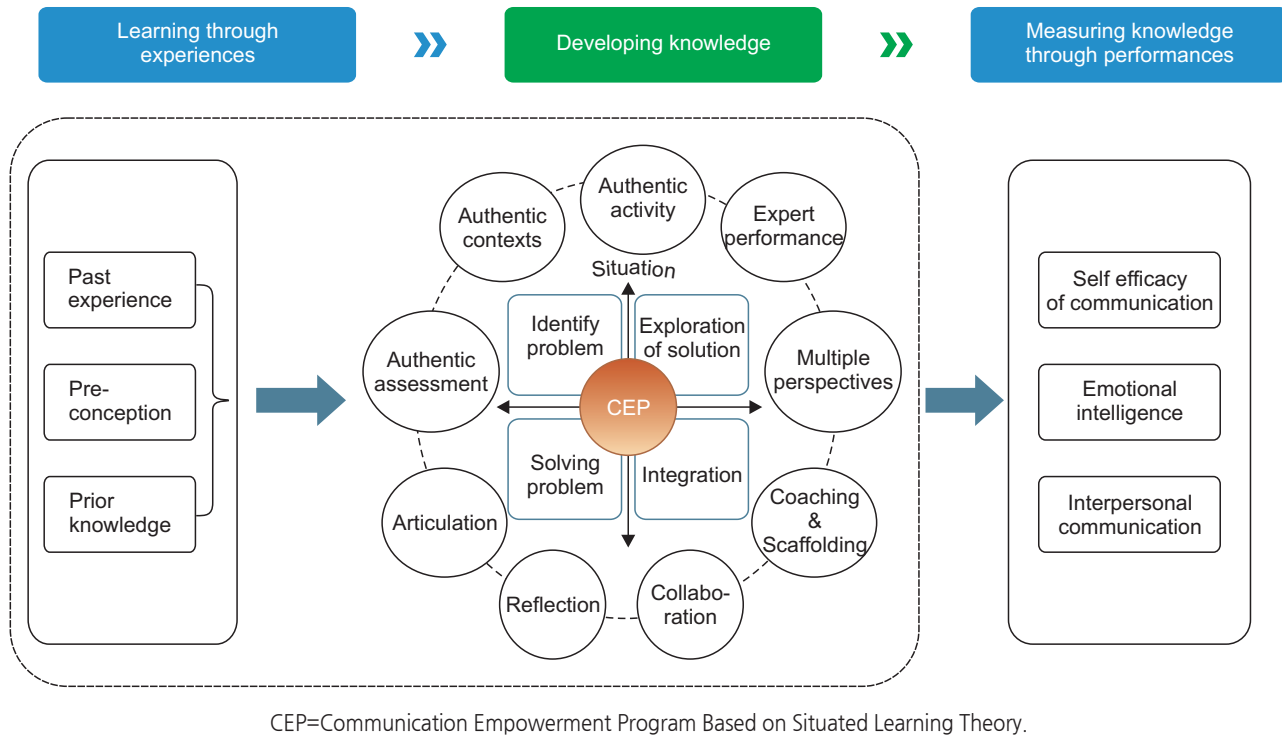 Learning through
experiences
Developing knowledge
Measuring knowledge
through performances
Past
experience
Pre-
conception
Prior
knowledge
Authentic
activity
Authentic
contexts
Expert
performance
Situation
Identify
problem
Exploration
of solution
Authentic
assessment
Multiple
perspectives
CEP
Solving
problem
Integration
Articulation
Coaching
&
Scaffolding
Reflection
Collabo-
ration
Self efficacy
of communication
Emotional
intelligence
Interpersonal
communication
CEP=Communication Empowerment Program Based on Situated Learning Theory.